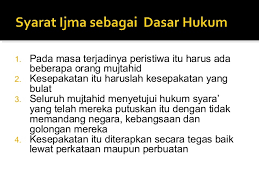 Syarat Ijma sebagai Dasar Hukum
1. Pada masa terjadinya peristiwa itu harus ada
beberapa orang mujtahid
2. Kesepakatan itu haruslah kesepakatan yang
bulat
3. Seluruh mujtahid menyetujui hukum syara’
yang telah mereka putuskan itu dengan tidak
memandang negara, kebangsaan dan
golongan mereka
4. Kesepakatan itu diterapkan secara tegas baik
lewat perkataan maupun perbuatan